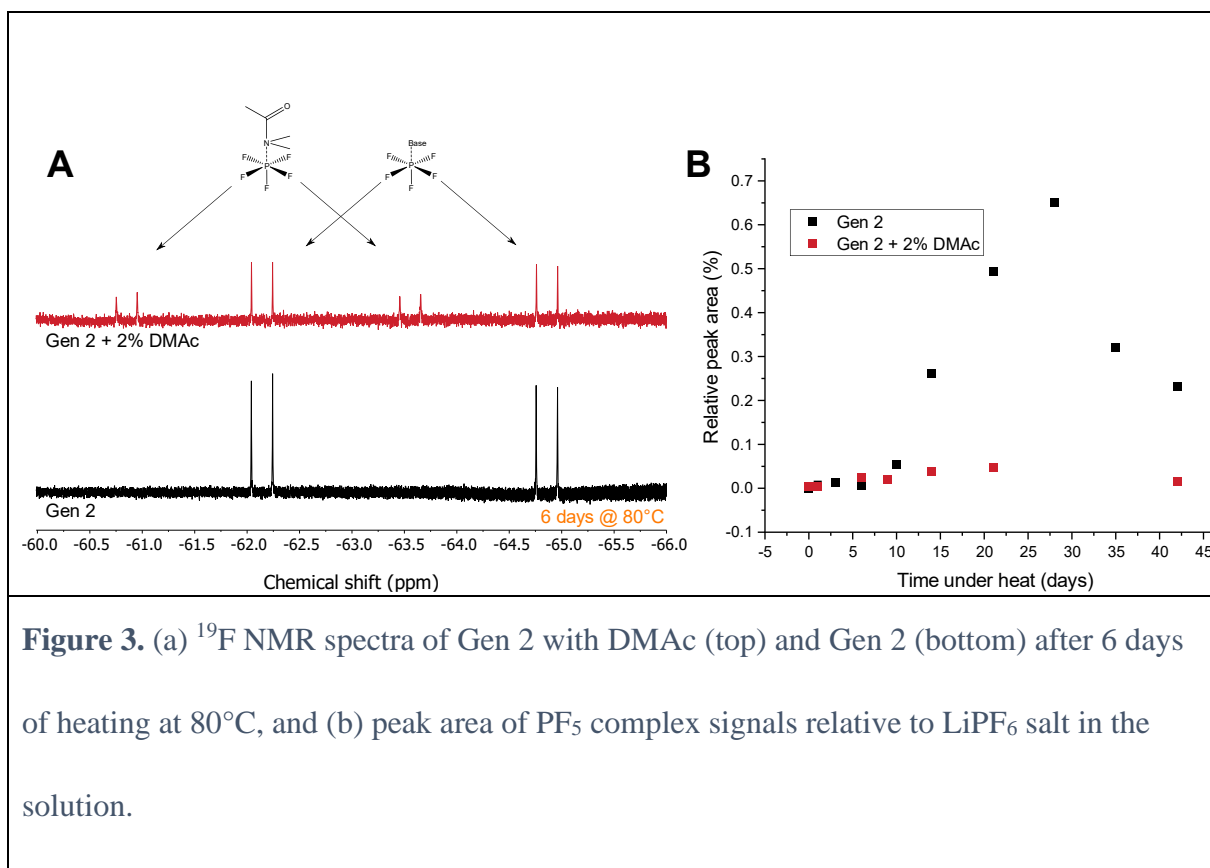 A
O
N
F
F
P
F
F
F
Base
F
F
P
F
F
F
Gen 2 + 2% DMAc
Gen 2
6 days @ 80°C
-60.0 -60.5 -61.0 -61.5 -62.0 -62.5 -63.0 -63.5 -64.0 -64.5 -65.0 -65.5 -66.0
Chemical shift (ppm)
B
0.7
0.6
0.5
0.4
0.3
0.2
0.1
0.0
-0.1
Relative peak area (%)
Gen 2
Gen 2 + 2% DMAc
-5 0 5 10 15 20 25 30 35 40 45
Time under heat (days)
Figure 3. (a) ¹⁹F NMR spectra of Gen 2 with DMAc (top) and Gen 2 (bottom) after 6 days
of heating at 80°C, and (b) peak area of PF₅ complex signals relative to LiPF₆ salt in the
solution.